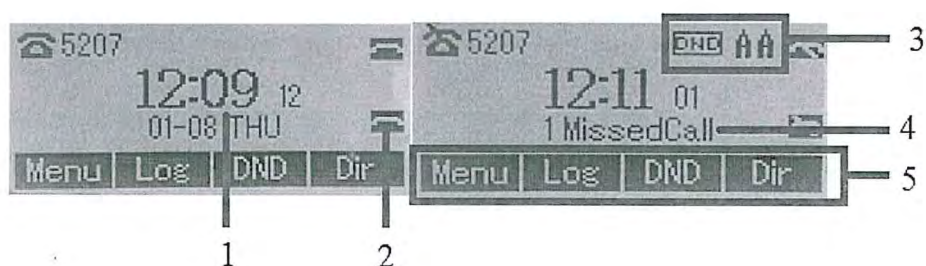 5207
12:09 12
01-08 THU
Menu Log DND Dir
1
2
5207
DND AA
12:11 01
1 MissedCall
Menu Log DND Dir
3
4
5